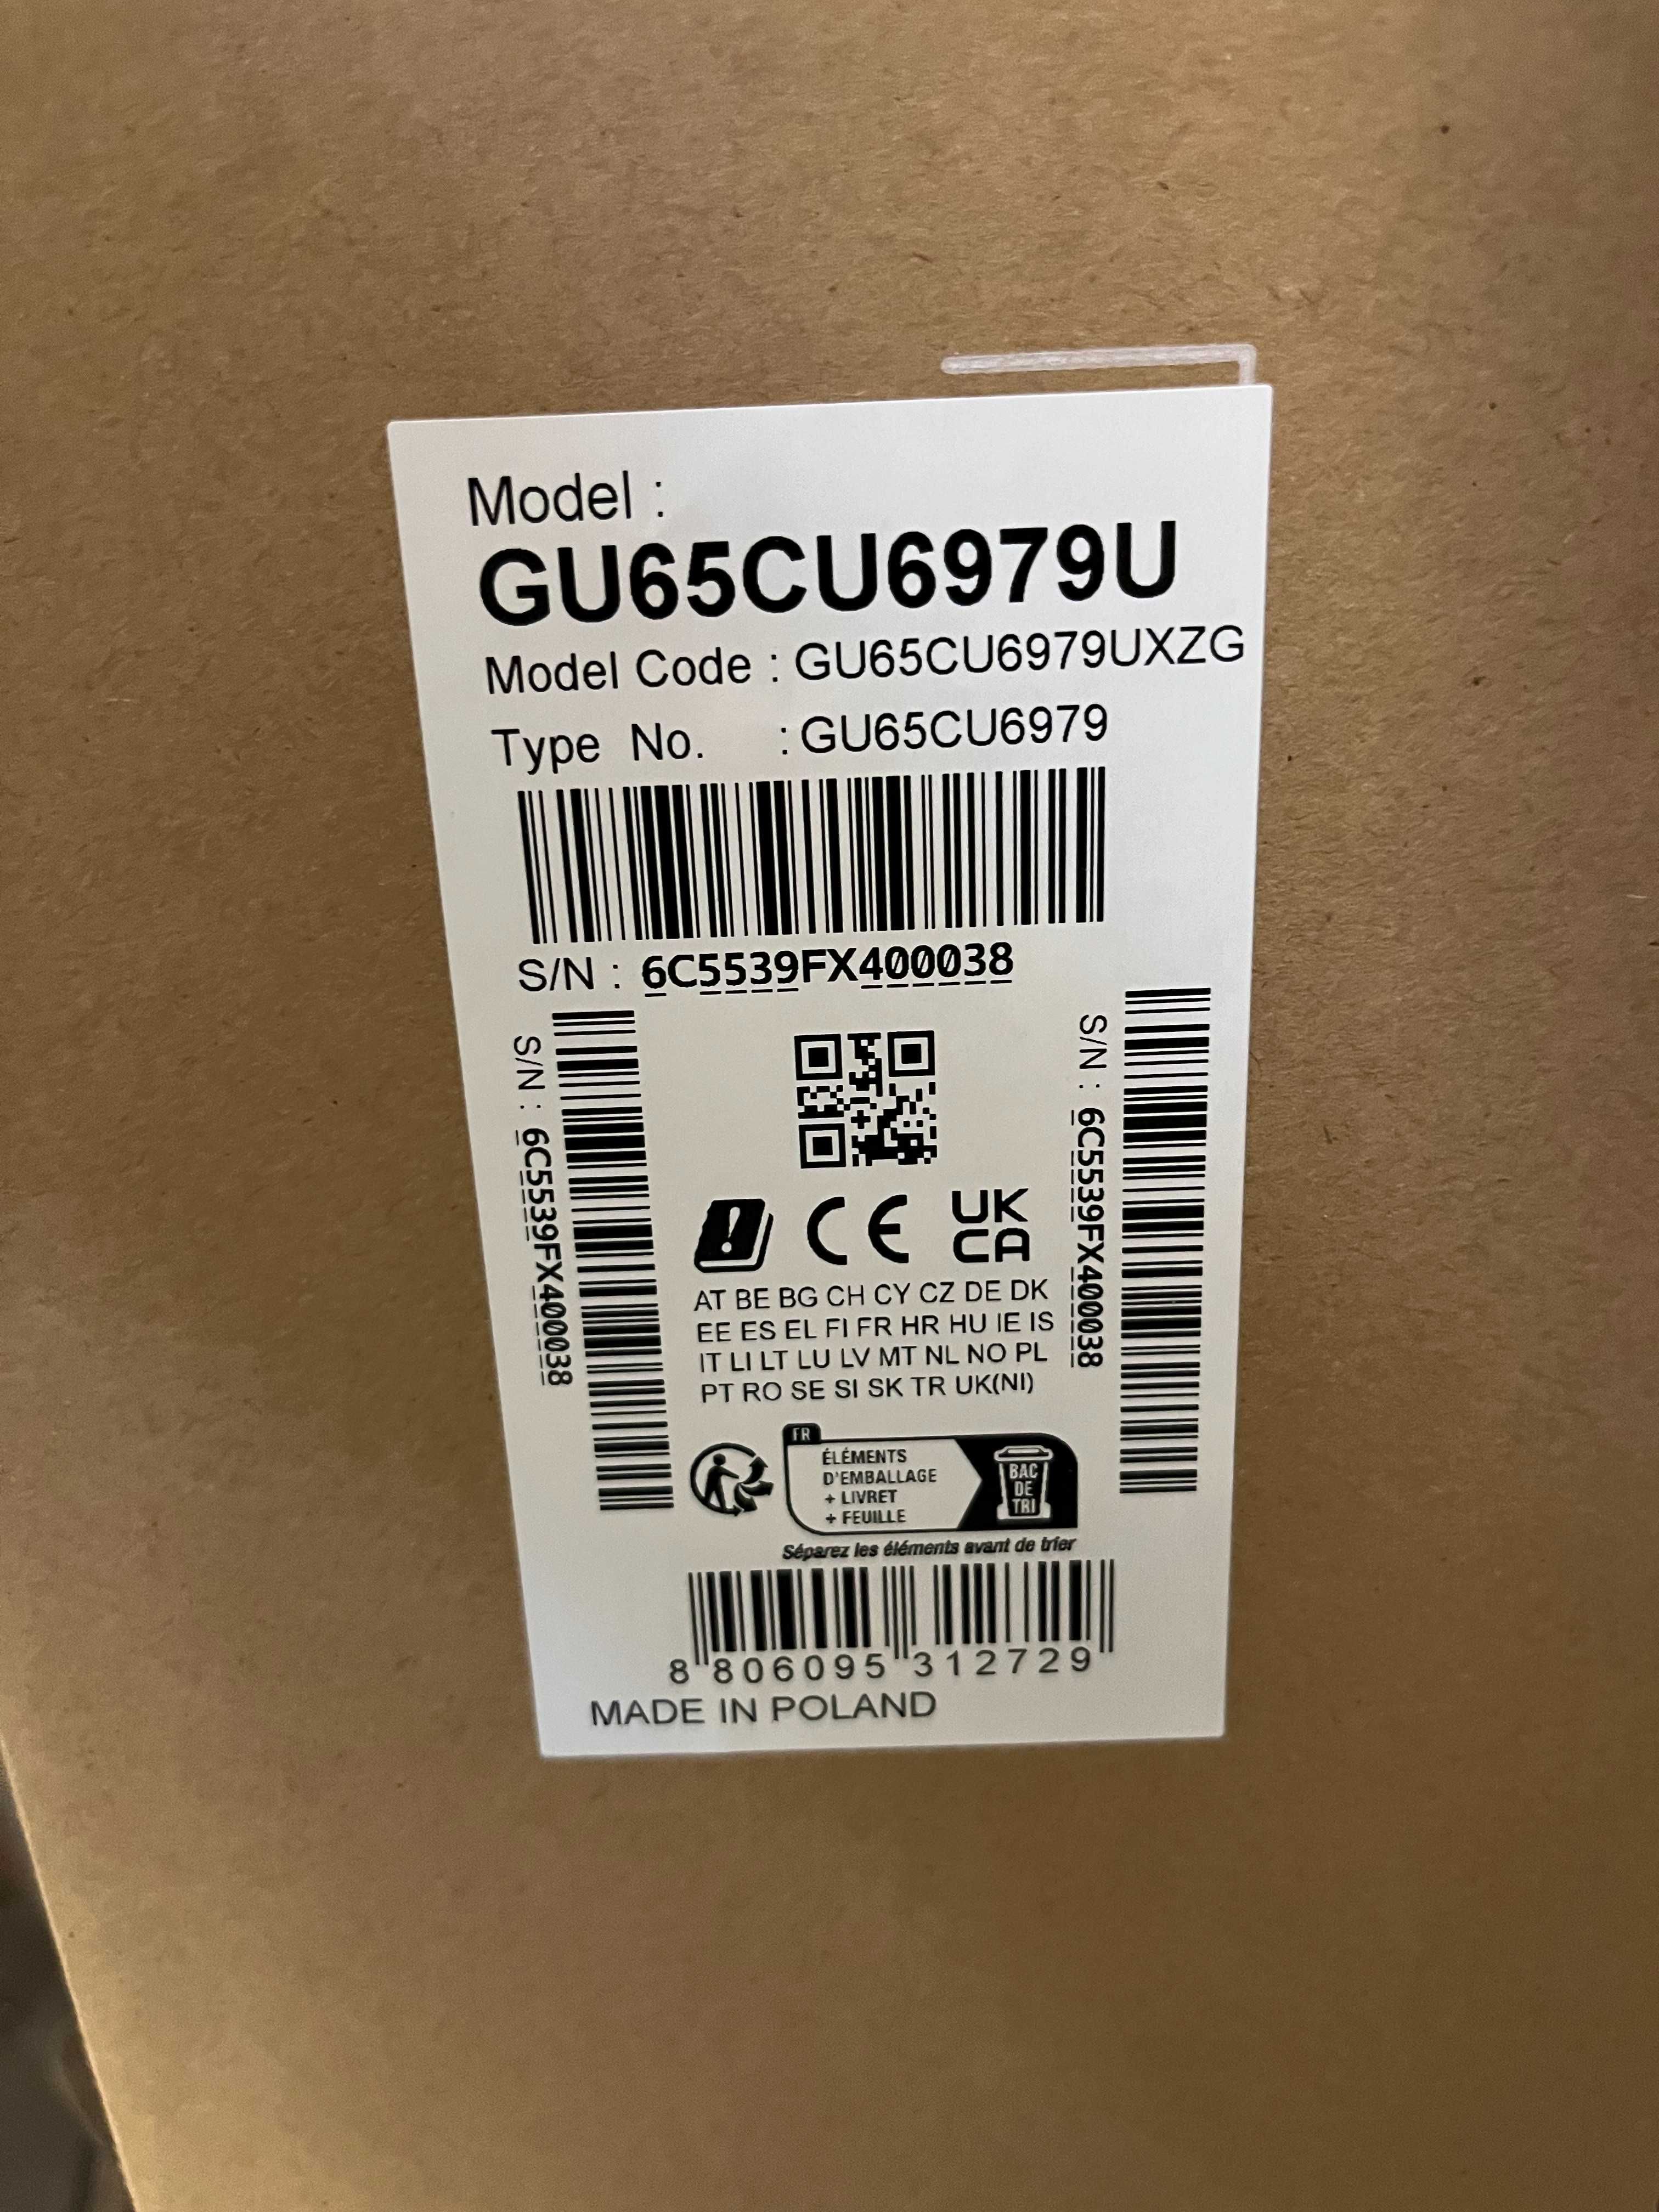 Model :
GU65CU6979U
Model Code : GU65CU6979UXZG
Type No. : GU65CU6979
S/N : 6C5539FX400038
S/N : 6C5539FX400038
S/N : 6C5539FX400038
CE
UK
CA
AT BE BG CH CY CZ DE DK
EE ES EL FI FR HR HU IE IS
IT LI LT LU LV MT NL NO PL
PT RO SE SI SK TR UK(NI)
FR
ÉLÉMENTS
D'EMBALLAGE
+ LIVRET
+ FEUILLE
BAC
DE
TRI
Séparez les éléments avant de trier
8 806095 312729
MADE IN POLAND